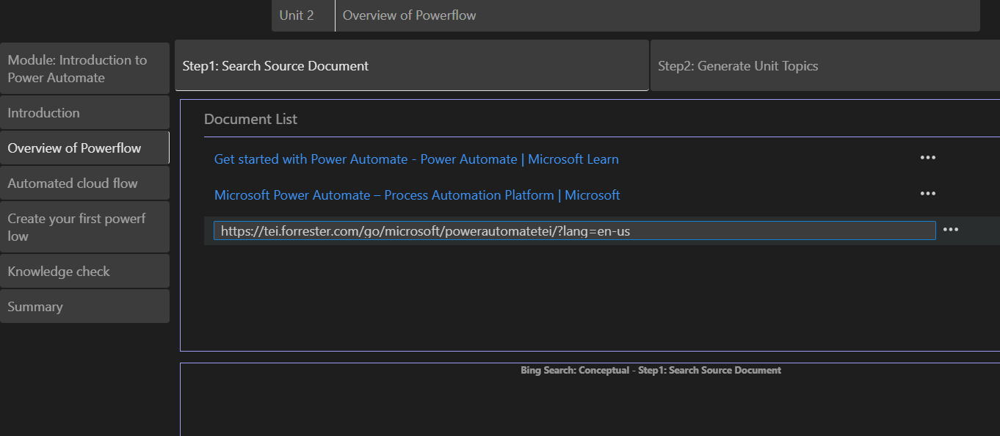 Unit 2
Overview of Powerflow
Module: Introduction to
Power Automate
Introduction
Overview of Powerflow
Automated cloud flow
Create your first powerf
low
Knowledge check
Summary
Step1: Search Source Document
Step2: Generate Unit Topics
Document List
Get started with Power Automate - Power Automate | Microsoft Learn
Microsoft Power Automate – Process Automation Platform | Microsoft
https://tei.forrester.com/go/microsoft/powerautomatetei/?lang=en-us
Bing Search: Conceptual - Step1: Search Source Document